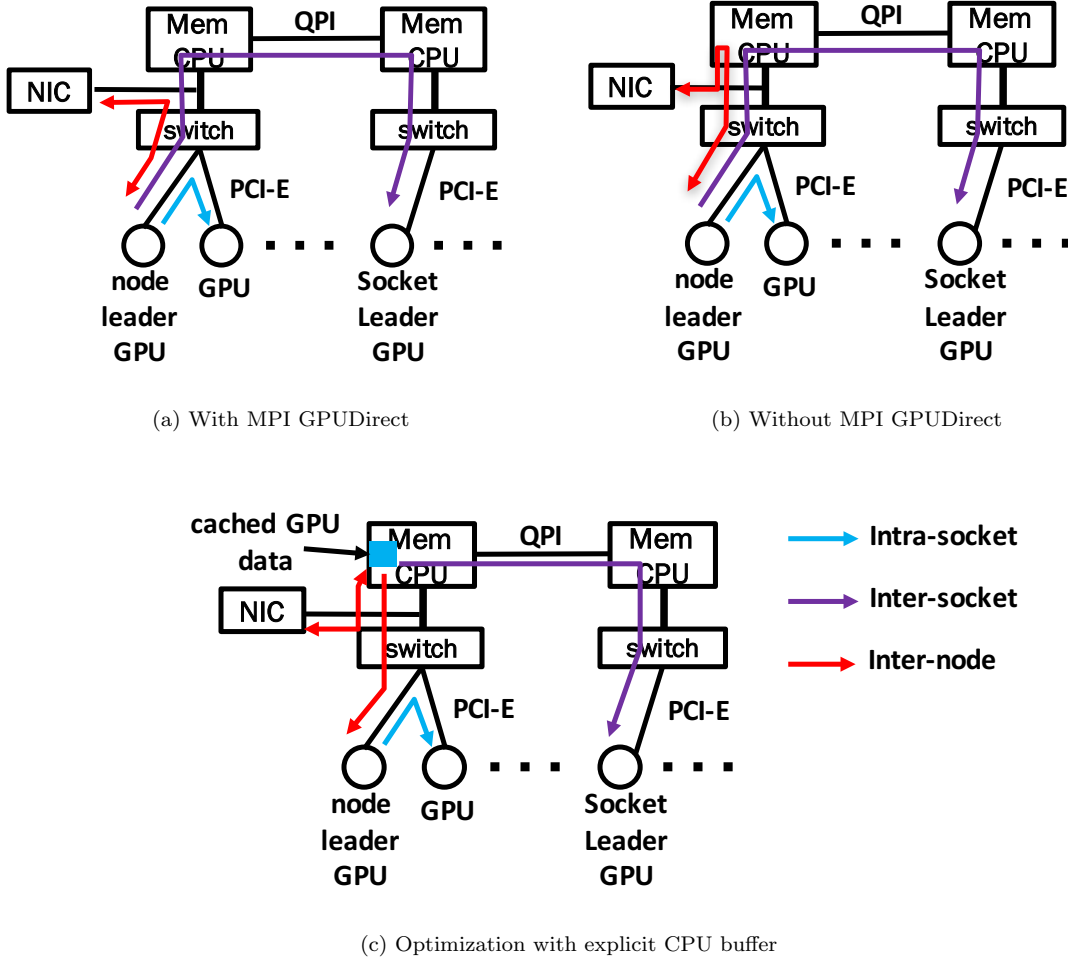 Mem
CPU
QPI
Mem
CPU
NIC
switch
switch
PCI-E
PCI-E
node
leader
GPU
GPU
Socket
Leader
GPU
(a) With MPI GPUDirect
Mem
CPU
QPI
Mem
CPU
NIC
switch
switch
PCI-E
PCI-E
node
leader
GPU
GPU
Socket
Leader
GPU
(b) Without MPI GPUDirect
cached GPU
data
Mem
CPU
QPI
Mem
CPU
NIC
switch
switch
PCI-E
PCI-E
node
leader
GPU
GPU
Socket
Leader
GPU
Intra-socket
Inter-socket
Inter-node
(c) Optimization with explicit CPU buffer